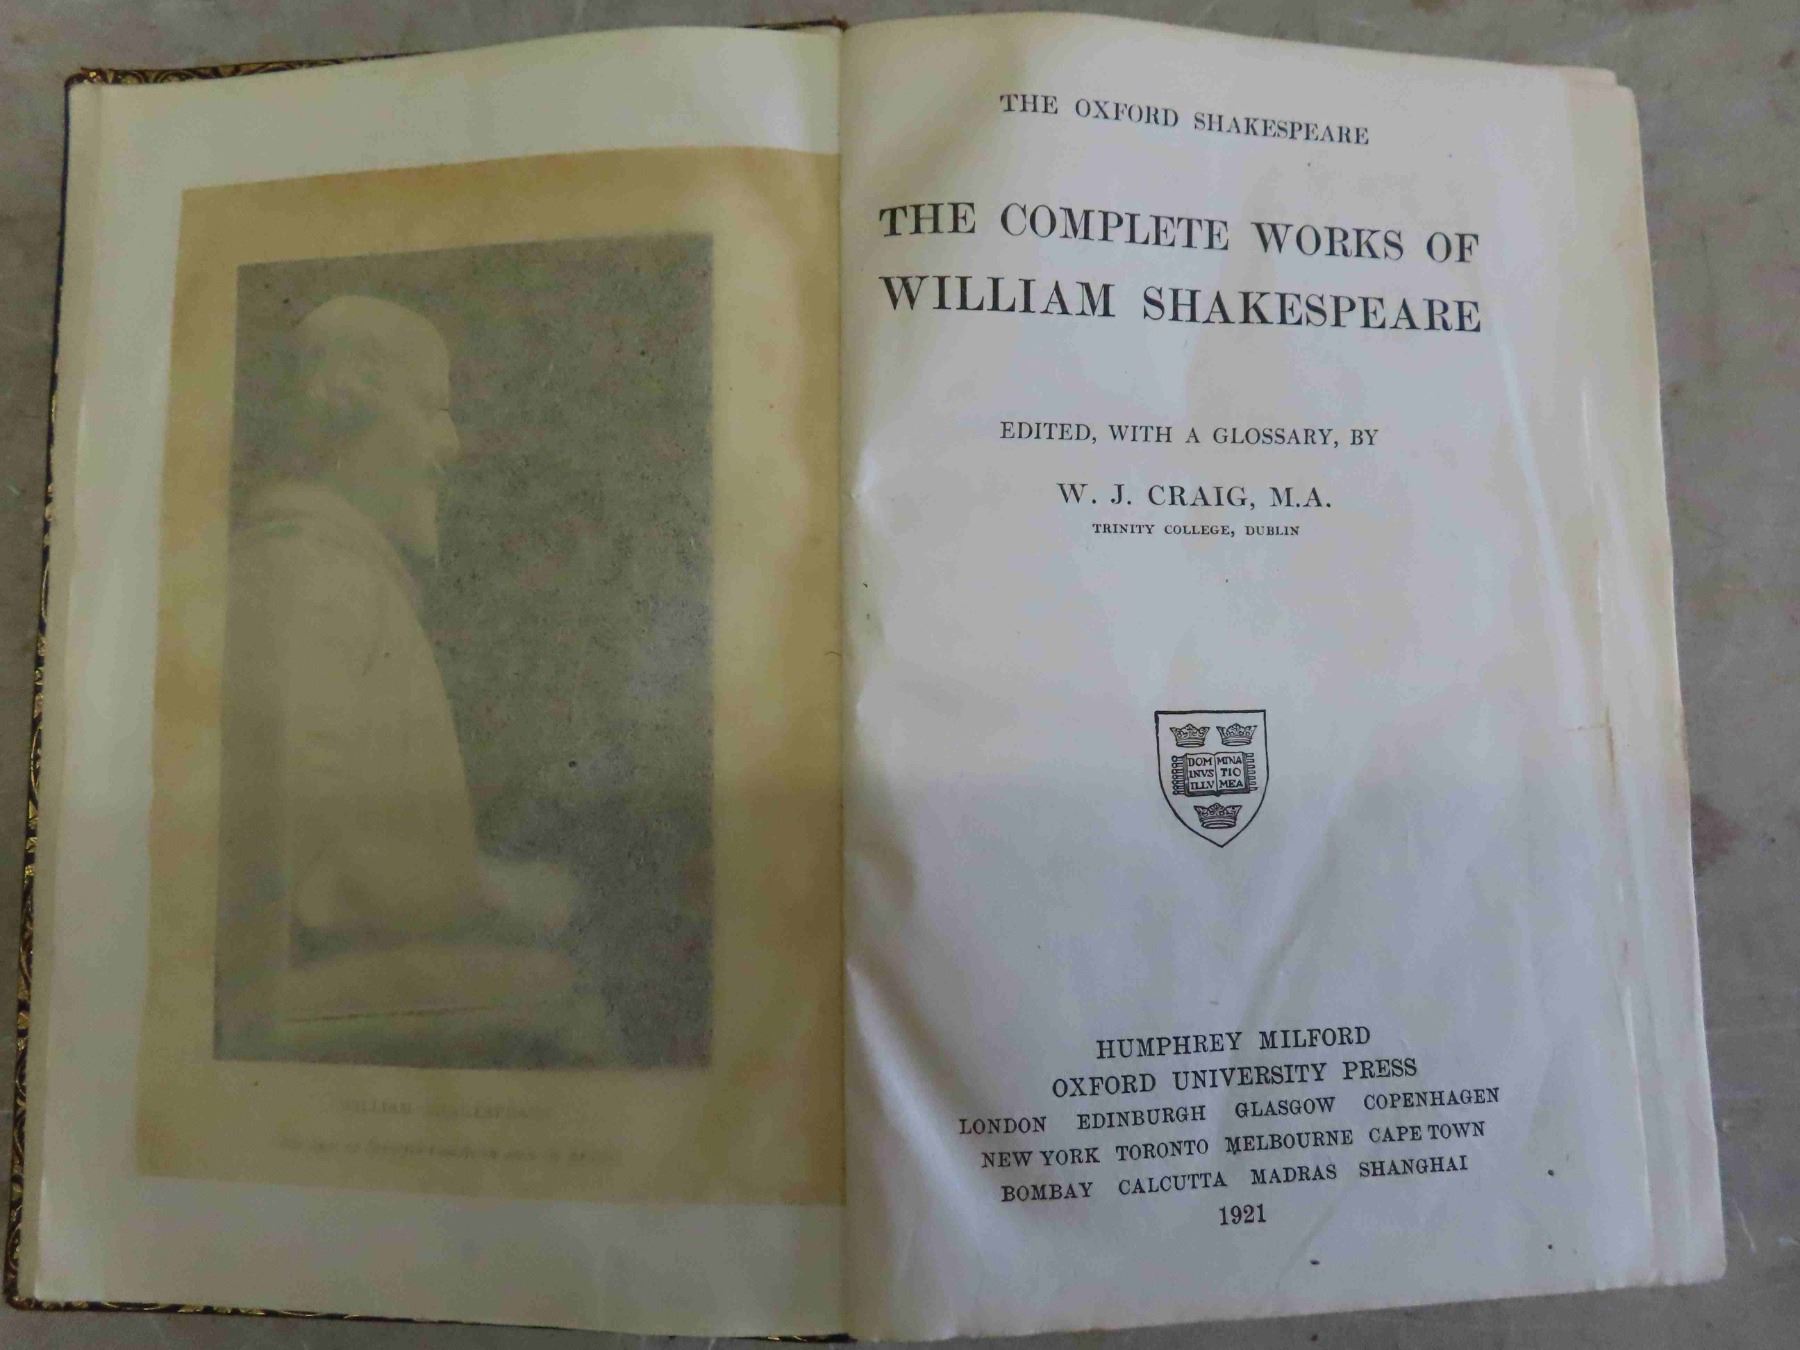 WILLIAM SHAKESPEARE
THE OXFORD SHAKESPEARE
THE COMPLETE WORKS OF
WILLIAM SHAKESPEARE
EDITED, WITH A GLOSSARY, BY
W. J. CRAIG, M.A.
TRINITY COLLEGE, DUBLIN
DOM MINA
INVS TIO
ILLV MEA
HUMPHREY MILFORD
OXFORD UNIVERSITY PRESS
LONDON EDINBURGH GLASGOW COPENHAGEN
NEW YORK TORONTO MELBOURNE CAPE TOWN
BOMBAY CALCUTTA MADRAS SHANGHAI
1921